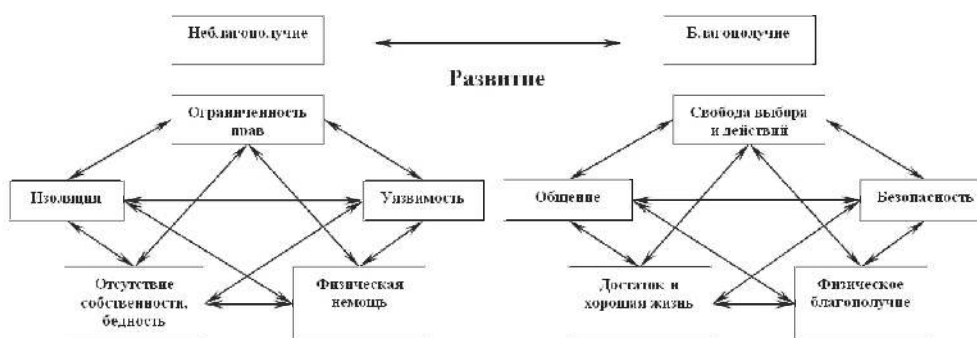 Неблагополучие
Благополучие
Развитие
Ограниченность
прав
Свобода выбора
и действий
Изоляция
Уязвимость
Общение
Безопасность
Отсутствие
собственности,
бедность
Физическая
немощь
Достаток и
хорошая жизнь
Физическое
благополучие